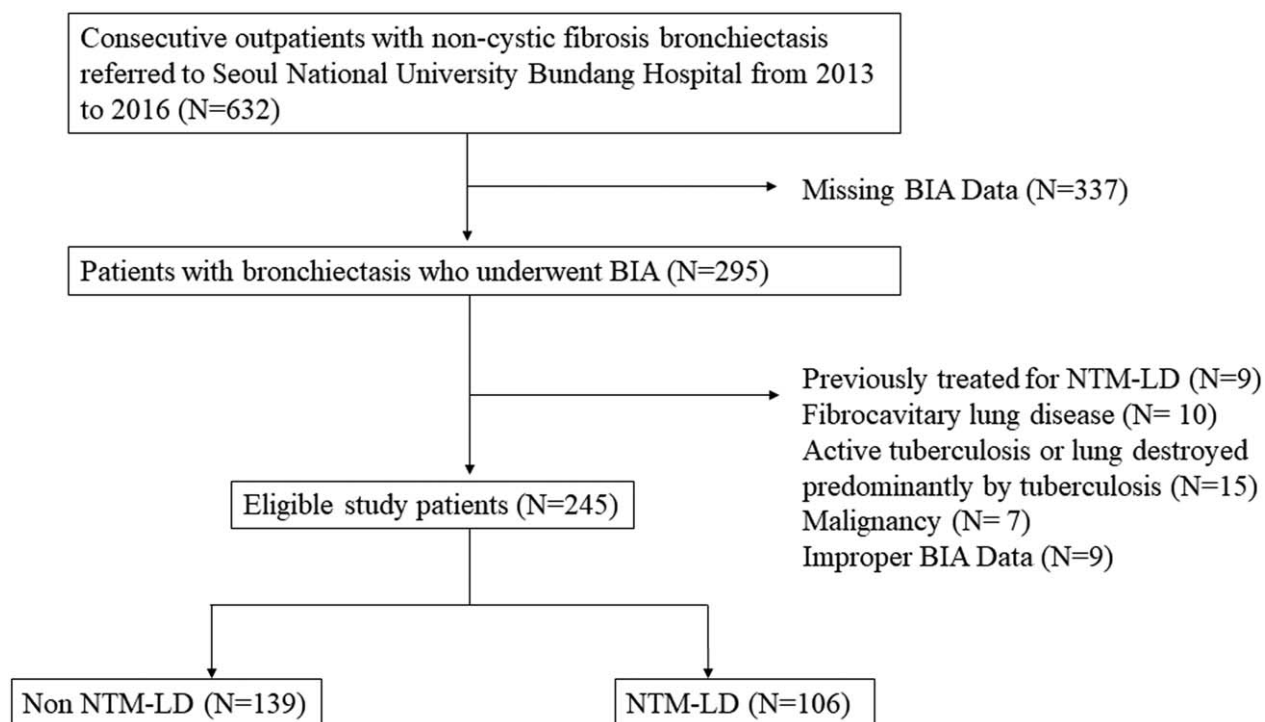 Consecutive outpatients with non-cystic fibrosis bronchiectasis
referred to Seoul National University Bundang Hospital from 2013
to 2016 (N=632)
Missing BIA Data (N=337)
Patients with bronchiectasis who underwent BIA (N=295)
Previously treated for NTM-LD (N=9)
Fibrocavitary lung disease (N= 10)
Active tuberculosis or lung destroyed
predominantly by tuberculosis (N=15)
Malignancy (N= 7)
Improper BIA Data (N=9)
Eligible study patients (N=245)
Non NTM-LD (N=139)
NTM-LD (N=106)